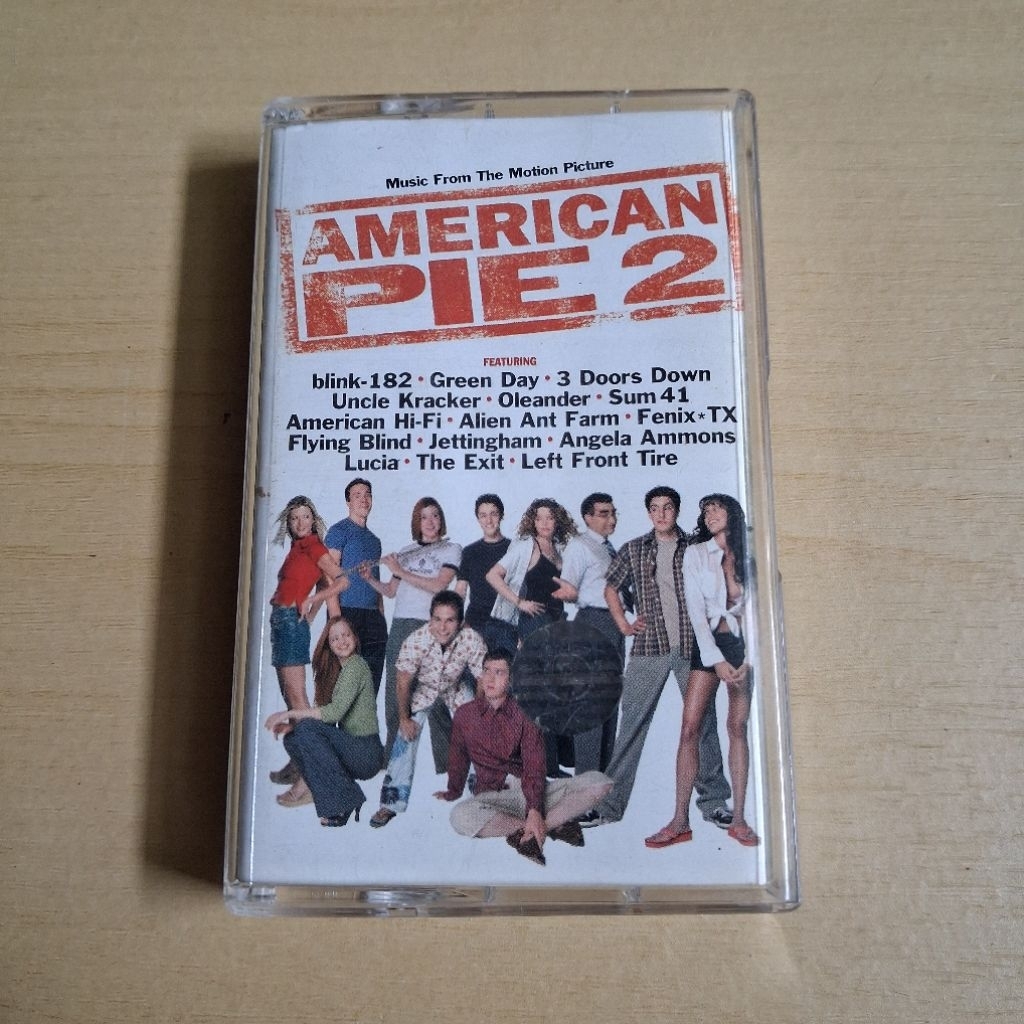 Music From The Motion Picture
AMERICAN
PIE 2
FEATURING
blink-182 • Green Day • 3 Doors Down
Uncle Kracker • Oleander • Sum 41
American Hi-Fi • Alien Ant Farm • Fenix*TX
Flying Blind • Jettingham • Angela Ammons
Lucia • The Exit • Left Front Tire